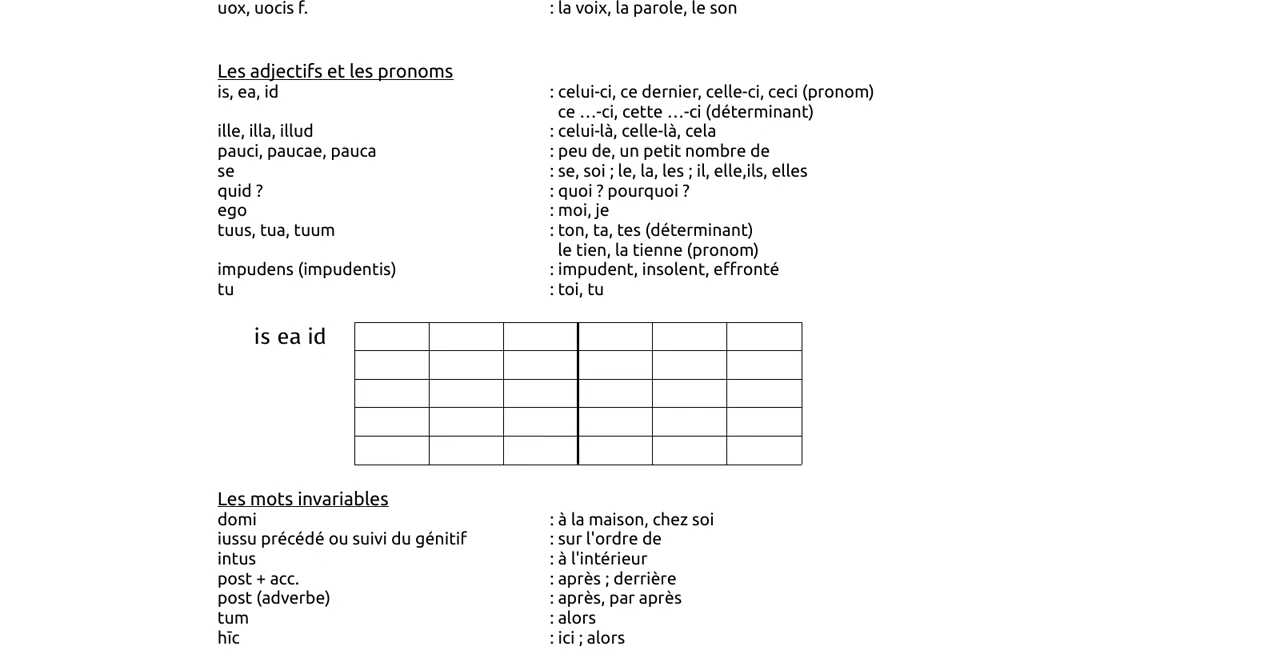 uox, uocis f. : la voix, la parole, le son
Les adjectifs et les pronoms
is, ea, id : celui-ci, ce dernier, celle-ci, ceci (pronom)
ce …-ci, cette …-ci (déterminant)
ille, illa, illud : celui-là, celle-là, cela
pauci, paucae, pauca : peu de, un petit nombre de
se : se, soi ; le, la, les ; il, elle,ils, elles
quid ? : quoi ? pourquoi ?
ego : moi, je
tuus, tua, tuum : ton, ta, tes (déterminant)
le tien, la tienne (pronom)
impudens (impudentis) : impudent, insolent, effronté
tu : toi, tu
is ea id
Les mots invariables
domi : à la maison, chez soi
iussu précédé ou suivi du génitif : sur l'ordre de
intus : à l'intérieur
post + acc. : après ; derrière
post (adverbe) : après, par après
tum : alors
hīc : ici ; alors